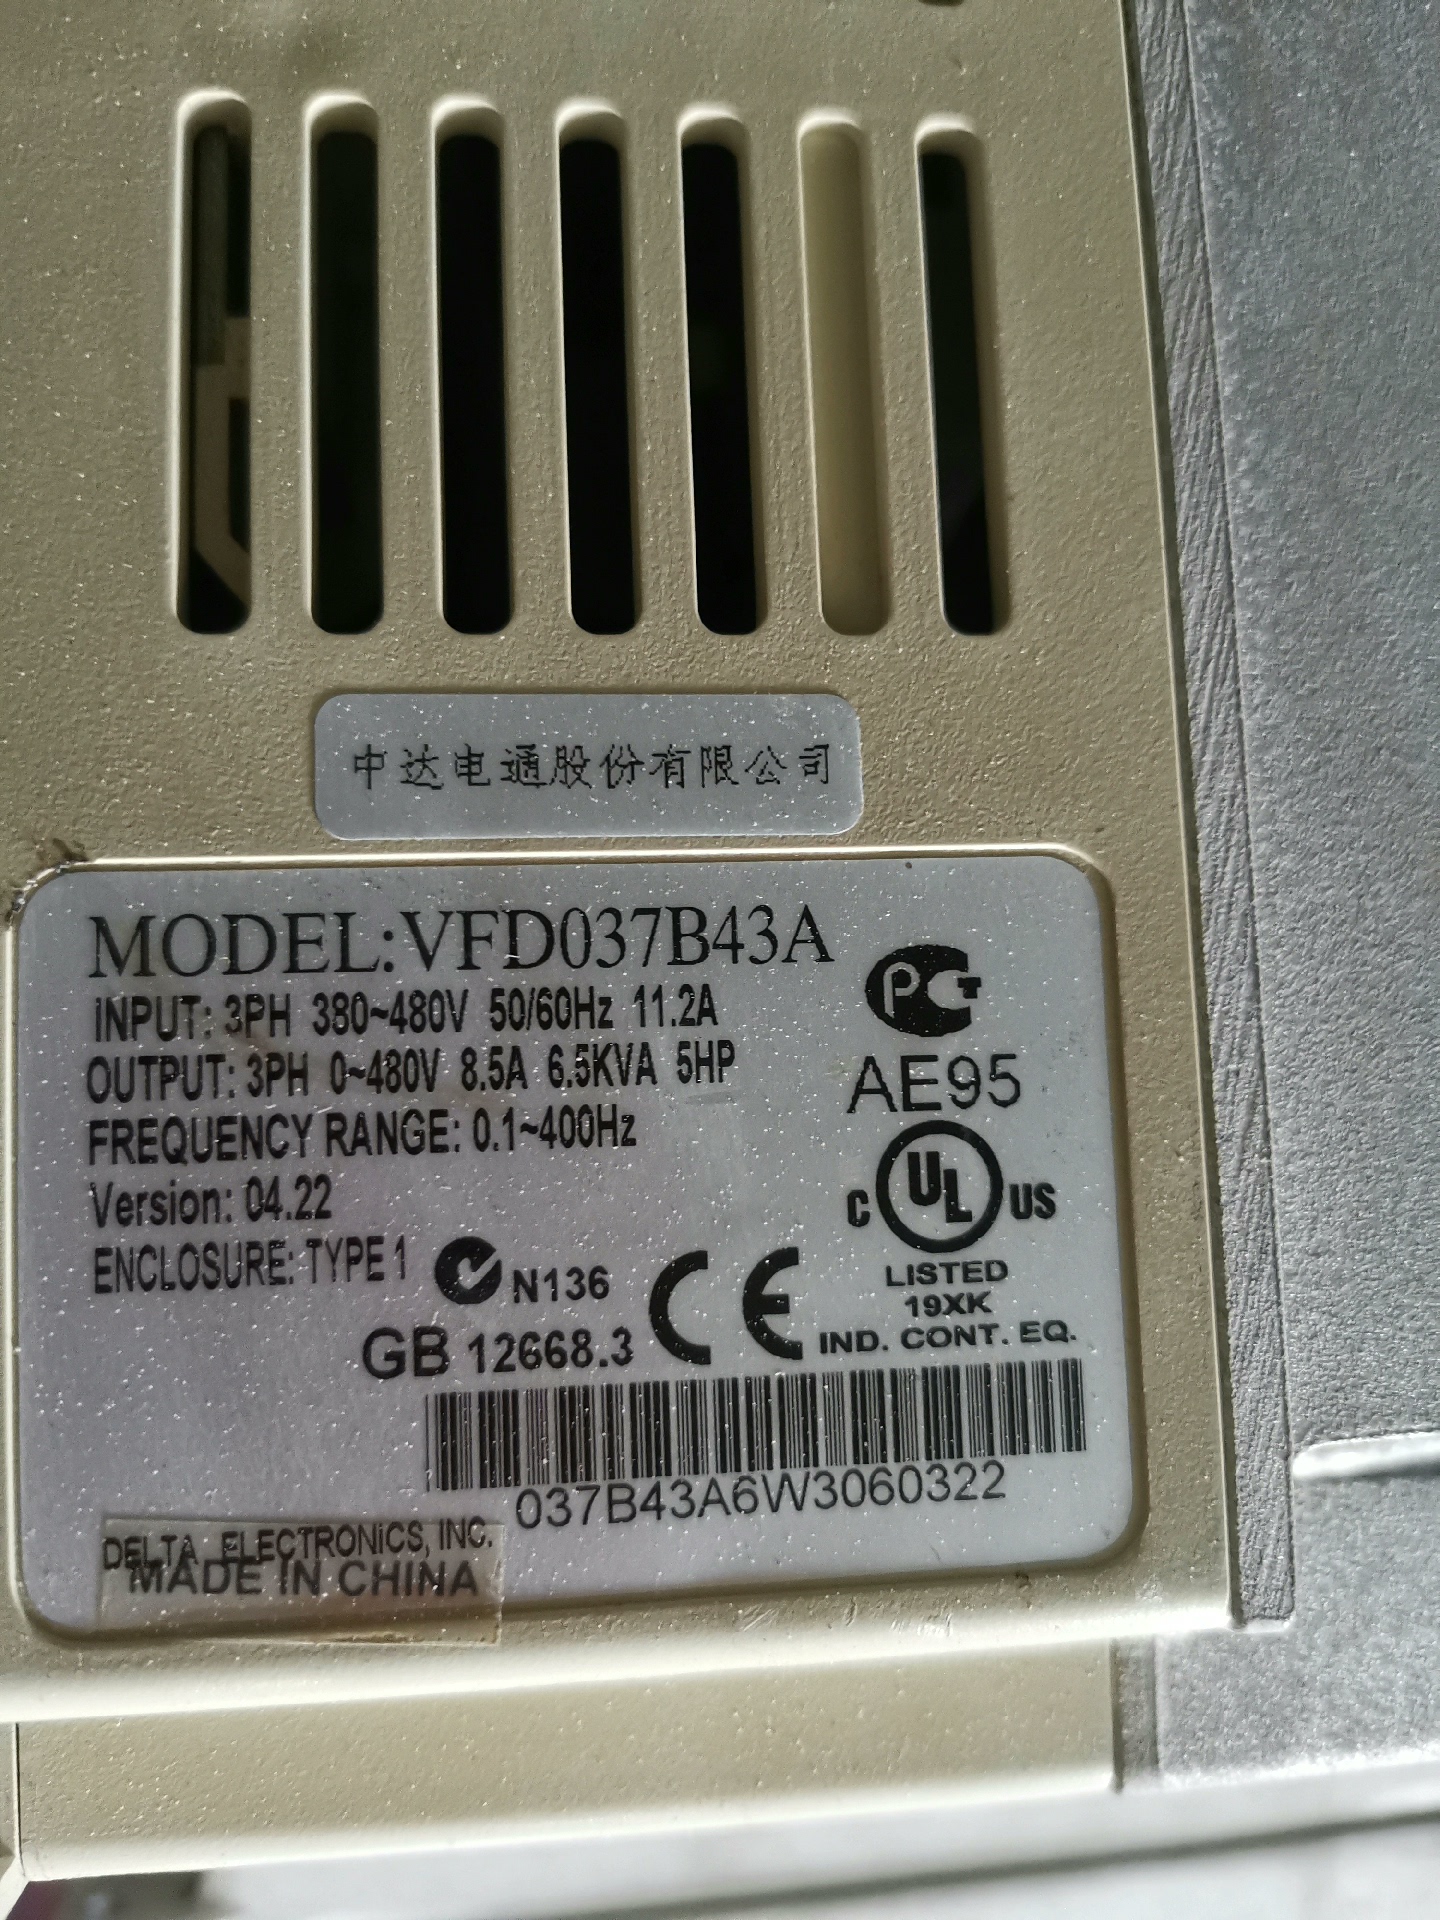 中达电通股份有限公司
MODEL:VFD037B43A
INPUT: 3PH 380~480V 50/60Hz 11.2A
OUTPUT: 3PH 0~480V 8.5A 6.5KVA 5HP
FREQUENCY RANGE: 0.1~400Hz
Version: 04.22
ENCLOSURE: TYPE 1
N136
GB 12668.3
CE
PCT
AE95
C UL US
LISTED
19XK
IND. CONT. EQ.
037B43A6W3060322
DELTA ELECTRONICS, INC.
MADE IN CHINA